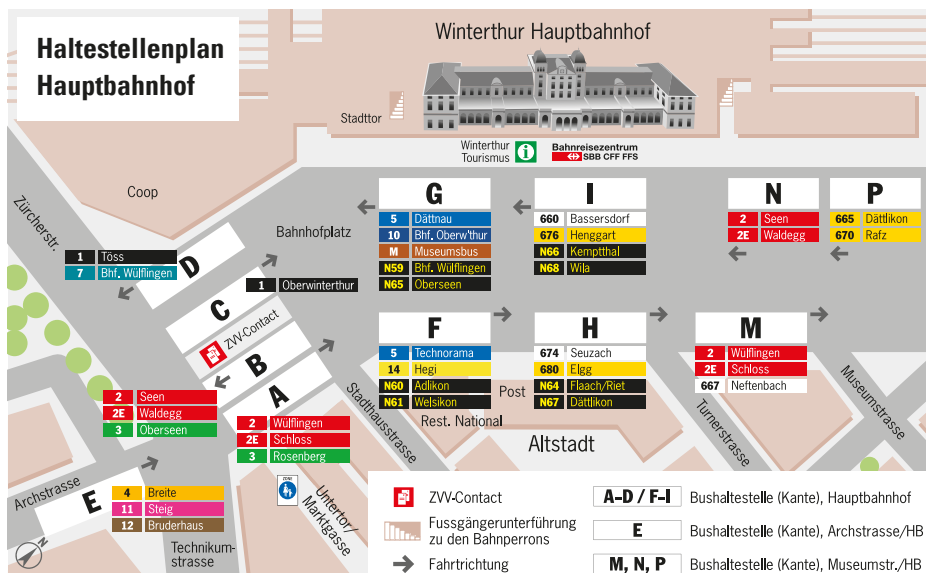 Haltestellenplan
Hauptbahnhof
Winterthur Hauptbahnhof
Stadttor
Winterthur
Tourismus
Bahnreisezentrum
SBB CFF FFS
Coop
Zürcherstr.
Bahnhofplatz
G
5 Dättnau
10 Bhf. Oberw'thur
M Museumsbus
N59 Bhf. Wülflingen
N65 Oberseen
I
660 Bassersdorf
676 Henggart
N66 Kemptthal
N68 Wila
N
2 Seen
2E Waldegg
P
665 Dättlikon
670 Rafz
D
1 Töss
7 Bhf. Wülflingen
C
1 Oberwinterthur
ZVV-Contact
B
2 Seen
2E Waldegg
3 Oberseen
A
2 Wülflingen
2E Schloss
3 Rosenberg
F
5 Technorama
14 Hegi
N60 Adlikon
N61 Welsikon
H
674 Seuzach
680 Elgg
N64 Flaach/Riet
N67 Dättlikon
M
2 Wülflingen
2E Schloss
667 Neftenbach
Stadthausstrasse
Post
Rest. National
Altstadt
Turnerstrasse
Museumstrasse
Archstrasse
E
4 Breite
11 Steig
12 Bruderhaus
Technikum-
strasse
ZONE
Untertor/
Marktgasse
N
ZVV-Contact
Fussgängerunterführung
zu den Bahnperrons
Fahrtrichtung
A-D / F-I Bushaltestelle (Kante), Hauptbahnhof
E Bushaltestelle (Kante), Archstrasse/HB
M, N, P Bushaltestelle (Kante), Museumstr./HB